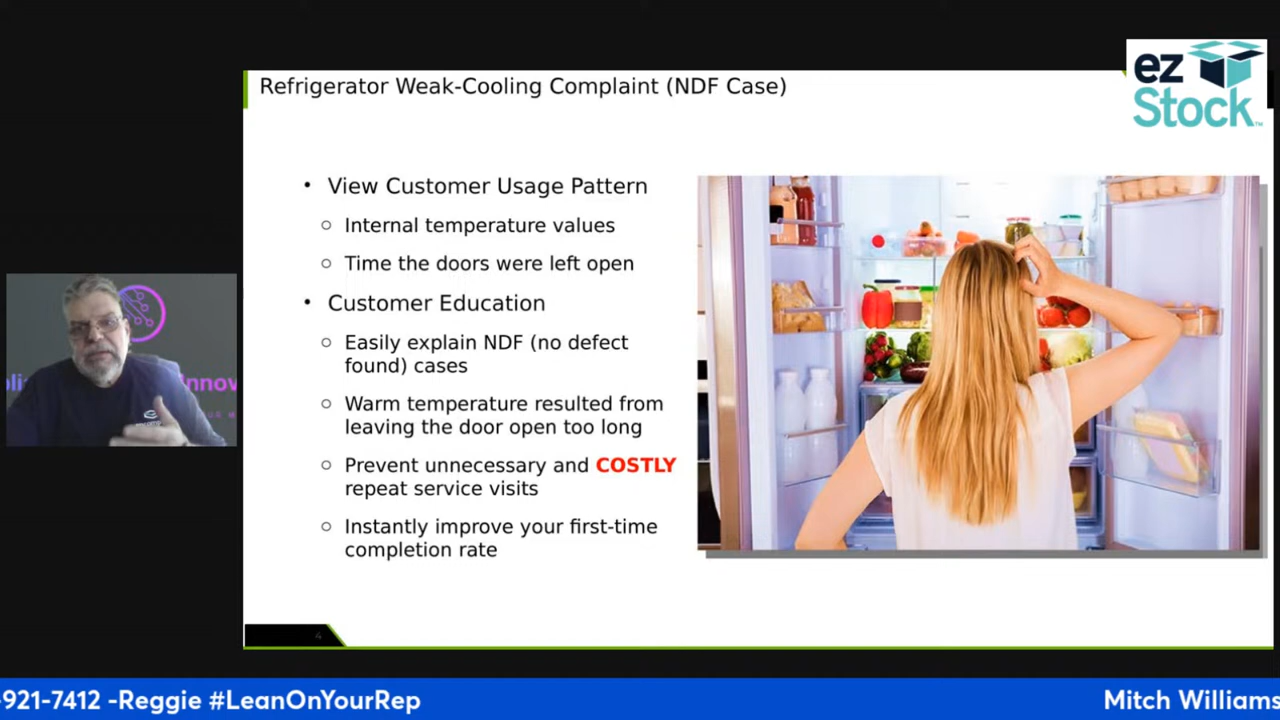 ez
Stock™
Refrigerator Weak-Cooling Complaint (NDF Case)
• View Customer Usage Pattern
○ Internal temperature values
○ Time the doors were left open
• Customer Education
○ Easily explain NDF (no defect
found) cases
○ Warm temperature resulted from
leaving the door open too long
○ Prevent unnecessary and COSTLY
repeat service visits
○ Instantly improve your first-time
completion rate
nnov
4
-921-7412 -Reggie #LeanOnYourRep
Mitch Williams